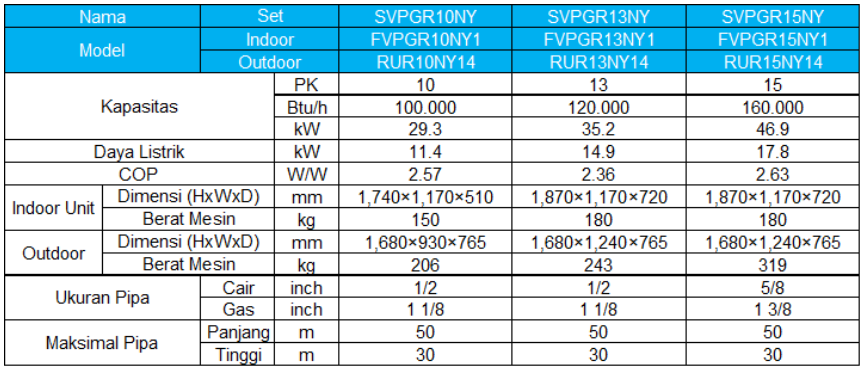 Nama Set SVPGR10NY SVPGR13NY SVPGR15NY
Model Indoor FVPGR10NY1 FVPGR13NY1 FVPGR15NY1
Outdoor RUR10NY14 RUR13NY14 RUR15NY14
Kapasitas PK 10 13 15
Btu/h 100.000 120.000 160.000
kW 29.3 35.2 46.9
Daya Listrik kW 11.4 14.9 17.8
COP W/W 2.57 2.36 2.63
Indoor Unit Dimensi (HxWxD) mm 1,740×1,170×510 1,870×1,170×720 1,870×1,170×720
Berat Mesin kg 150 180 180
Outdoor Dimensi (HxWxD) mm 1,680×930×765 1,680×1,240×765 1,680×1,240×765
Berat Mesin kg 206 243 319
Ukuran Pipa Cair inch 1/2 1/2 5/8
Gas inch 1 1/8 1 1/8 1 3/8
Maksimal Pipa Panjang m 50 50 50
Tinggi m 30 30 30